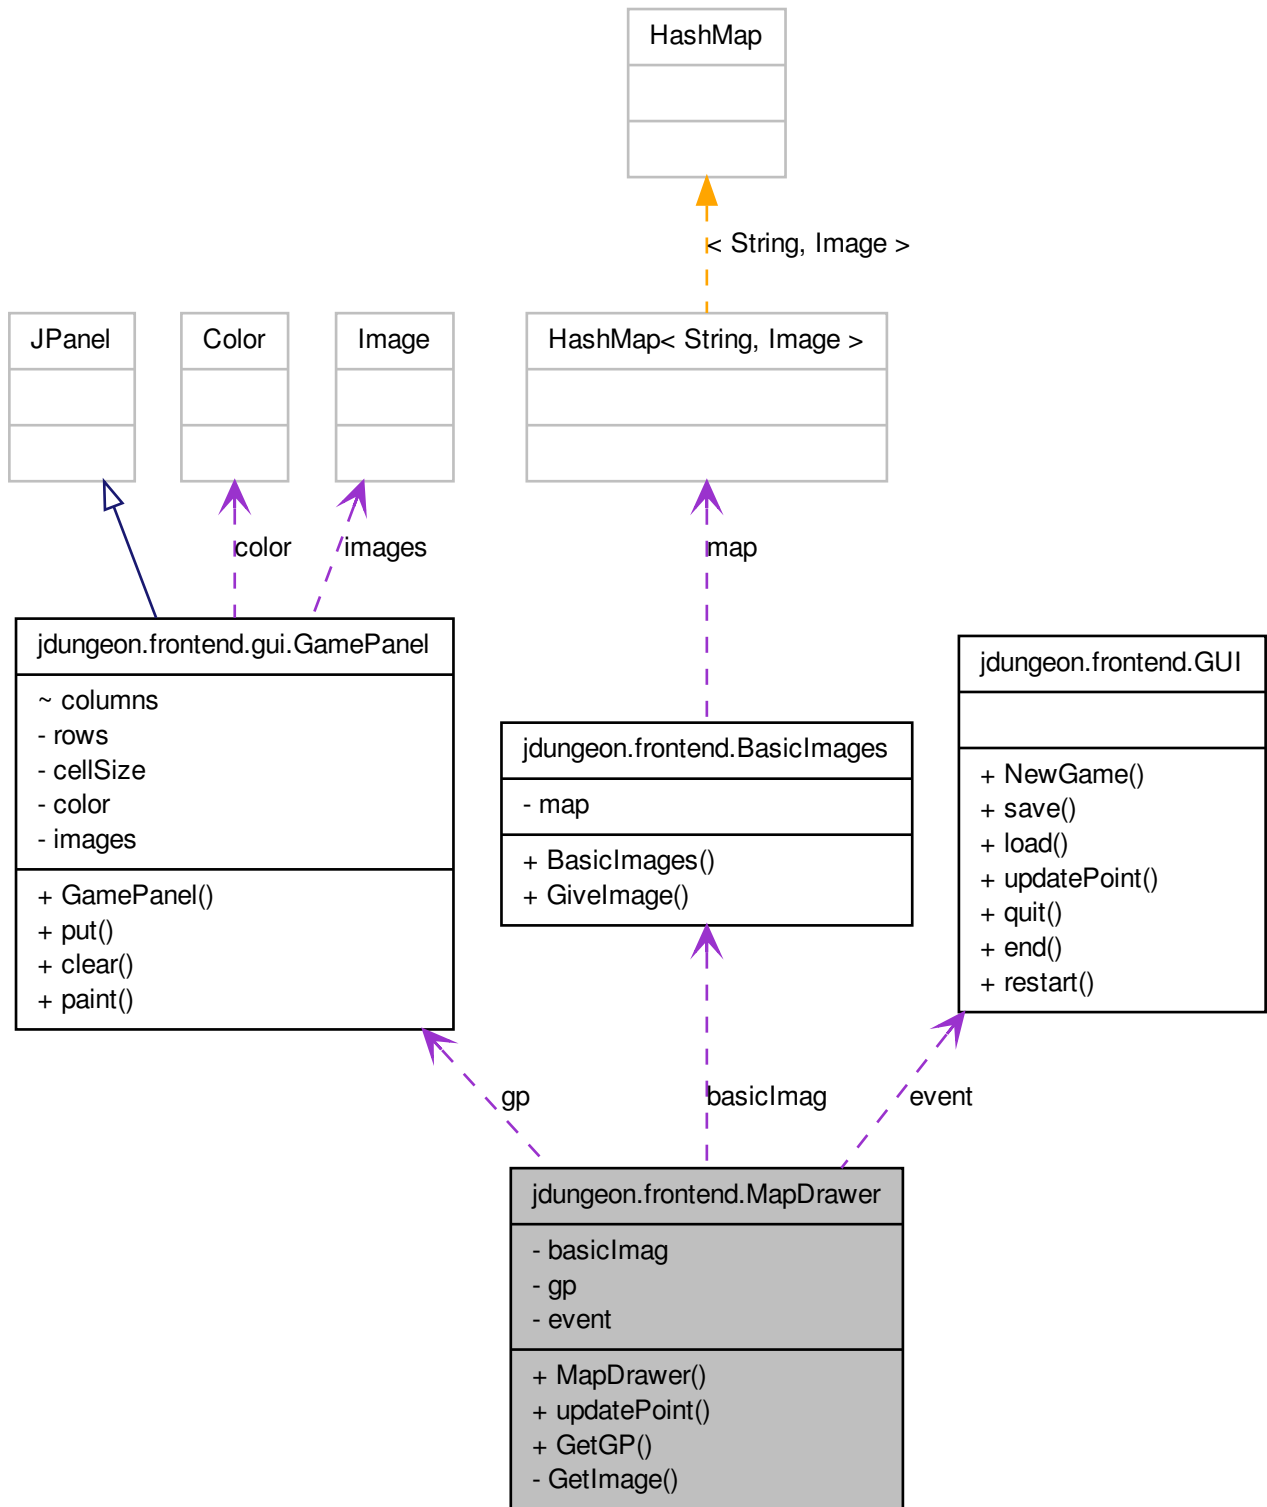 HashMap
< String, Image >
JPanel
Color
Image
HashMap< String, Image >
color
images
map
jdungeon.frontend.gui.GamePanel
~ columns
- rows
- cellSize
- color
- images
+ GamePanel()
+ put()
+ clear()
+ paint()
jdungeon.frontend.BasicImages
- map
+ BasicImages()
+ GiveImage()
jdungeon.frontend.GUI
+ NewGame()
+ save()
+ load()
+ updatePoint()
+ quit()
+ end()
+ restart()
gp
basicImag
event
jdungeon.frontend.MapDrawer
- basicImag
- gp
- event
+ MapDrawer()
+ updatePoint()
+ GetGP()
- GetImage()